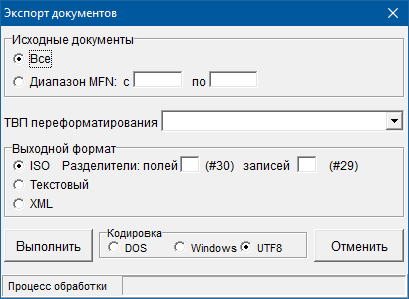 Экспорт документов
Исходные документы
Все
Диапазон MFN: с по
ТВП переформатирования
Выходной формат
ISO Разделители: полей (#30) записей (#29)
Текстовый
XML
Кодировка
Выполнить DOS Windows UTF8 Отменить
Процесс обработки